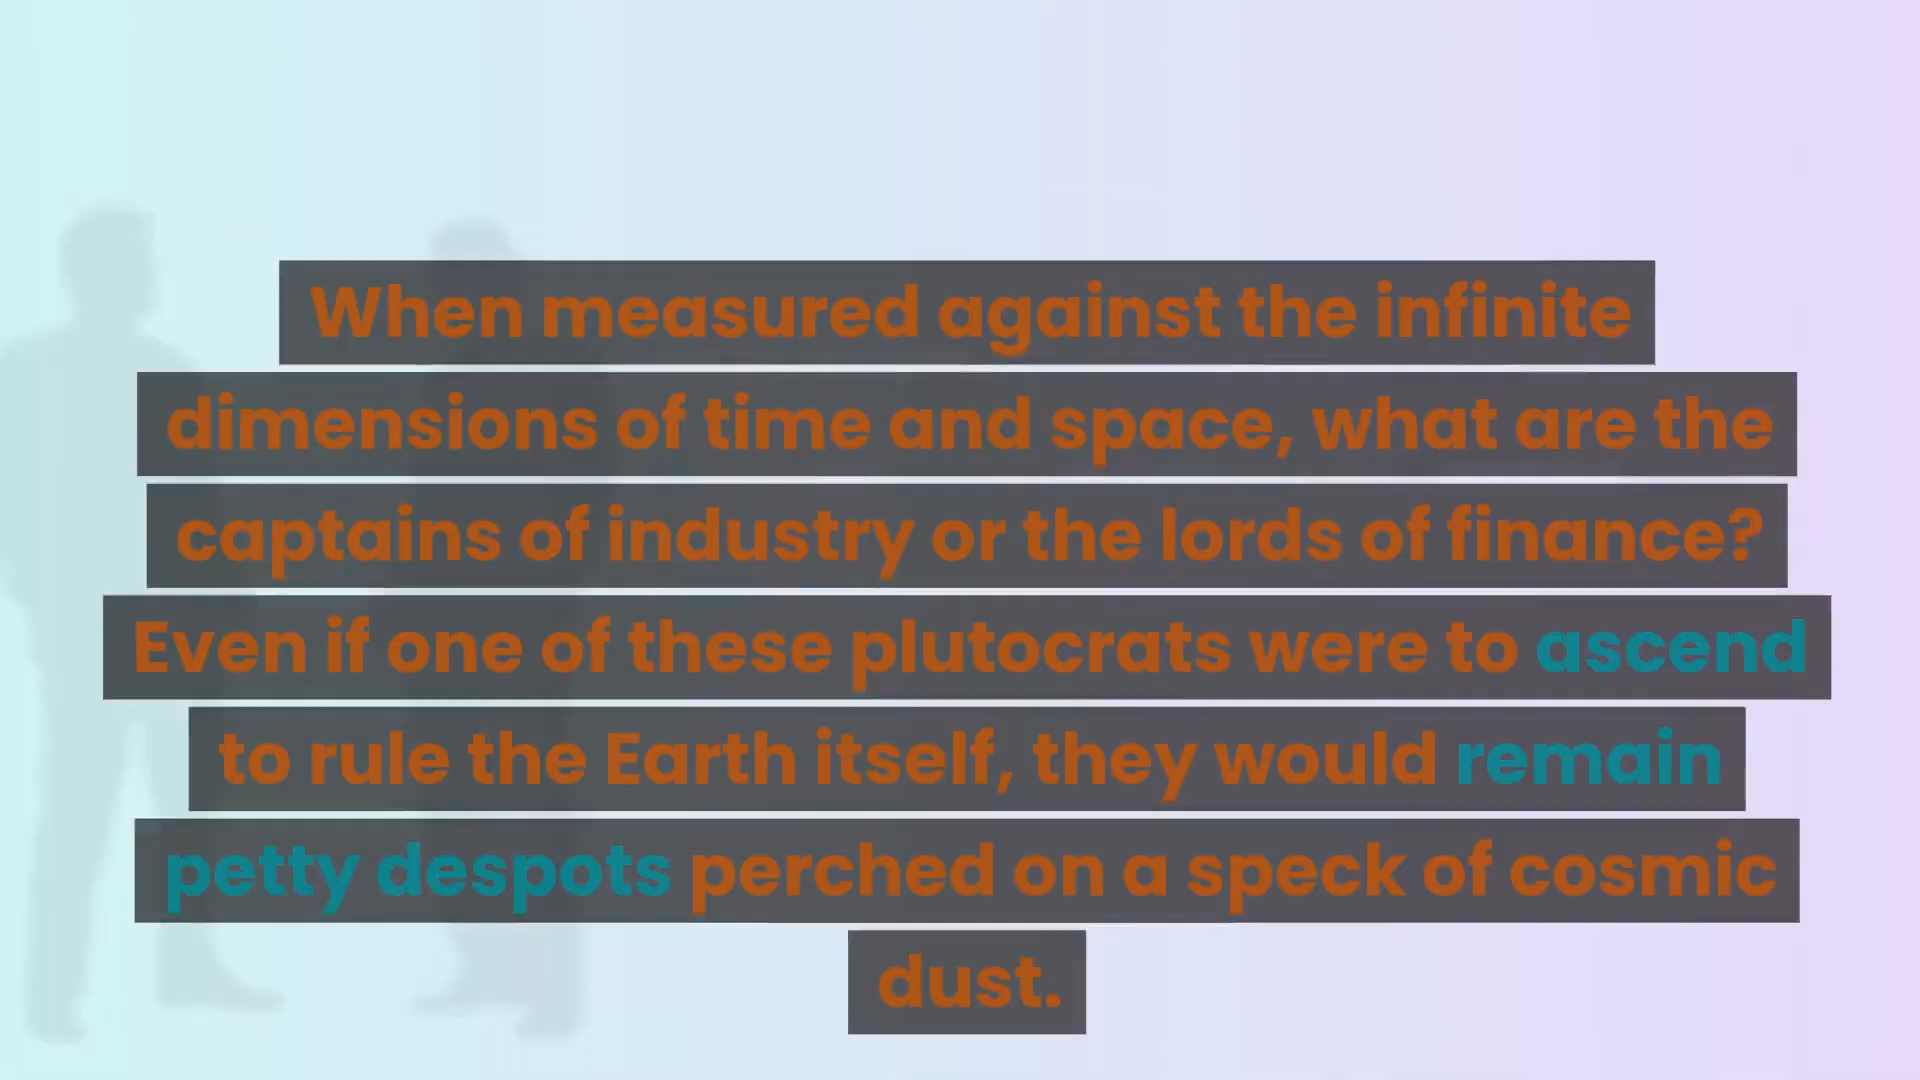 When measured against the infinite
dimensions of time and space, what are the
captains of industry or the lords of finance?
Even if one of these plutocrats were to ascend
to rule the Earth itself, they would remain
petty despots perched on a speck of cosmic
dust.